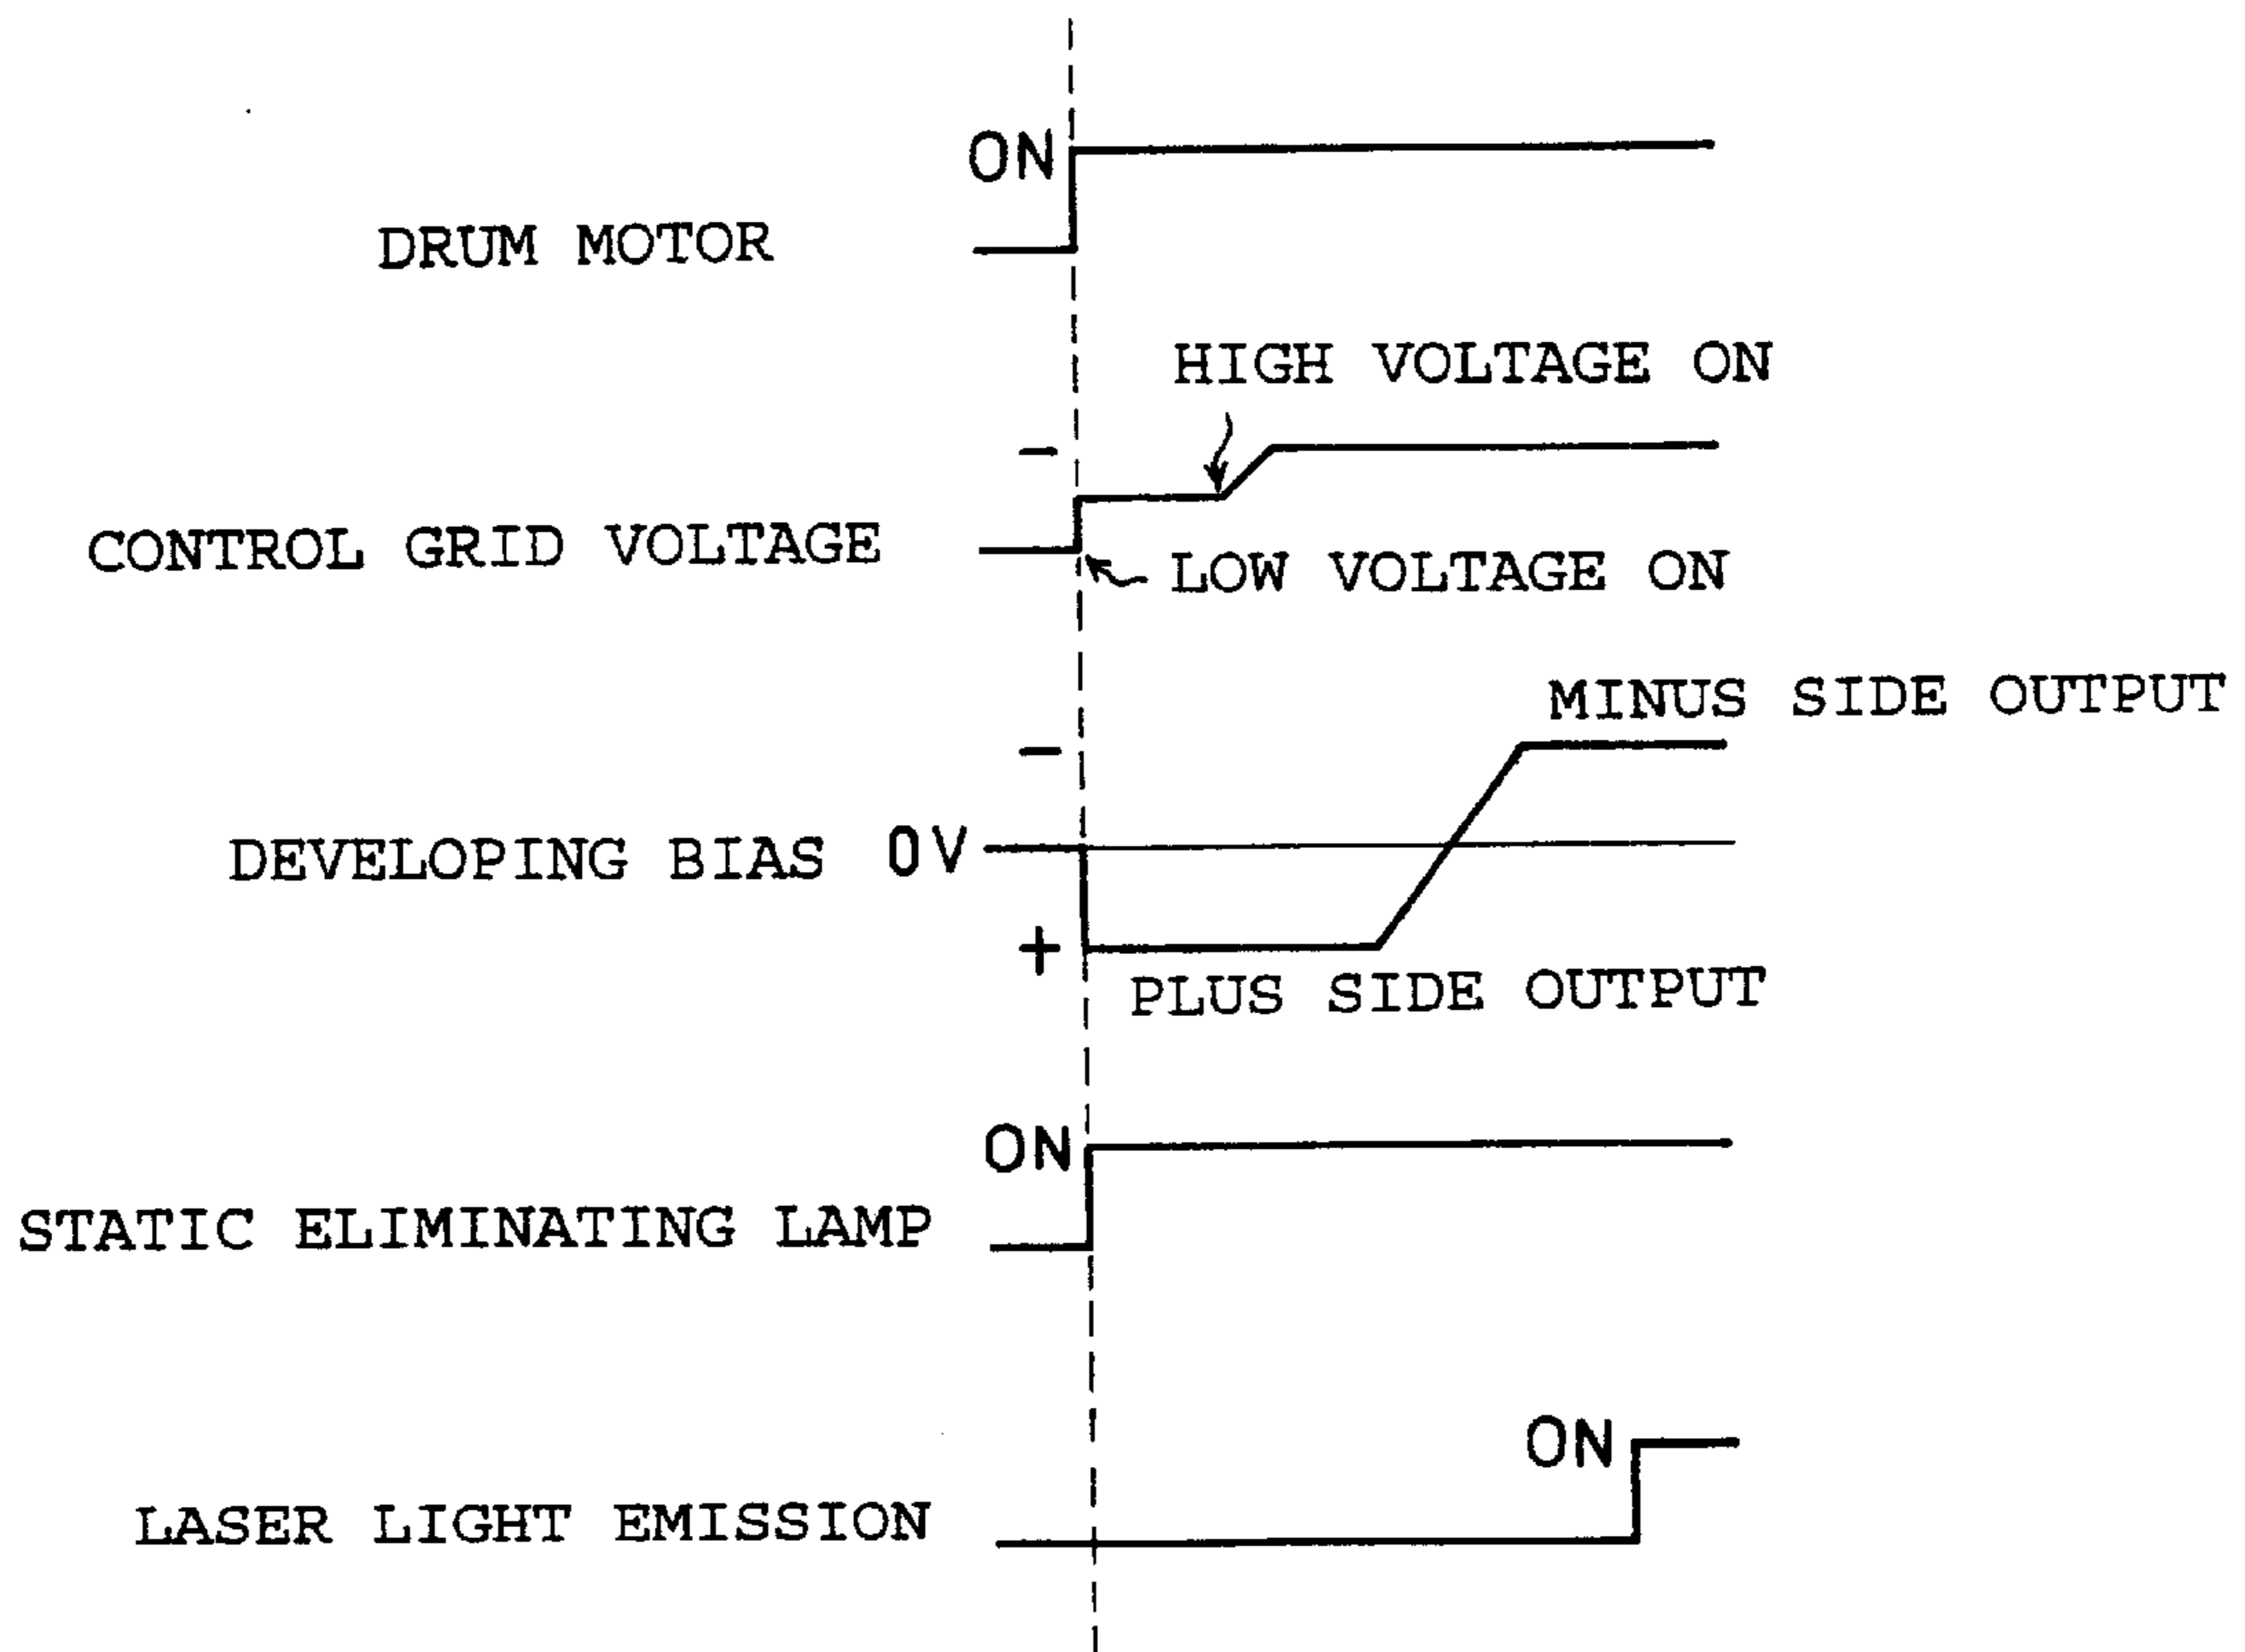 ON
DRUM MOTOR
HIGH VOLTAGE ON
-
CONTROL GRID VOLTAGE
LOW VOLTAGE ON
MINUS SIDE OUTPUT
-
DEVELOPING BIAS 0V
+
PLUS SIDE OUTPUT
ON
STATIC ELIMINATING LAMP
ON
LASER LIGHT EMISSION